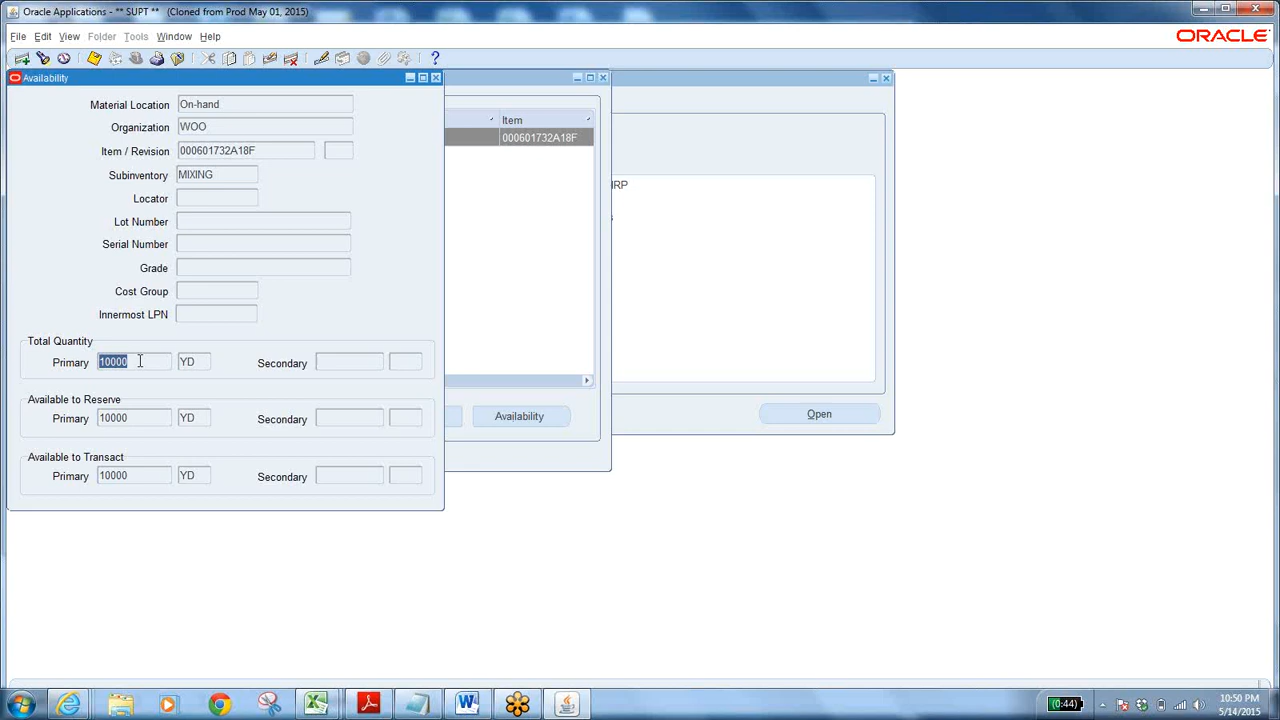 Oracle Applications - ** SUPT ** (Cloned from Prod May 01, 2015)
File Edit View Folder Tools Window Help
ORACLE
Availability
Material Location On-hand
Organization WOO
Item / Revision 000601732A18F
Subinventory MIXING
Locator
Lot Number
Serial Number
Grade
Cost Group
Innermost LPN
Total Quantity
Primary 10000 YD Secondary
Available to Reserve
Primary 10000 YD Secondary
Available to Transact
Primary 10000 YD Secondary
Item
000601732A18F
Availability
Open
(0:44)
10:50 PM
5/14/2015